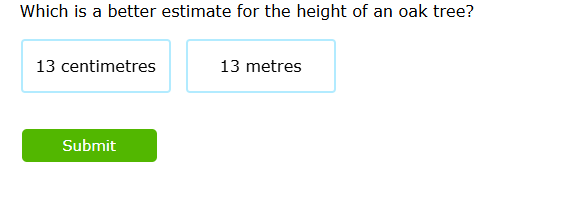 Which is a better estimate for the height of an oak tree?
13 centimetres
13 metres
Submit